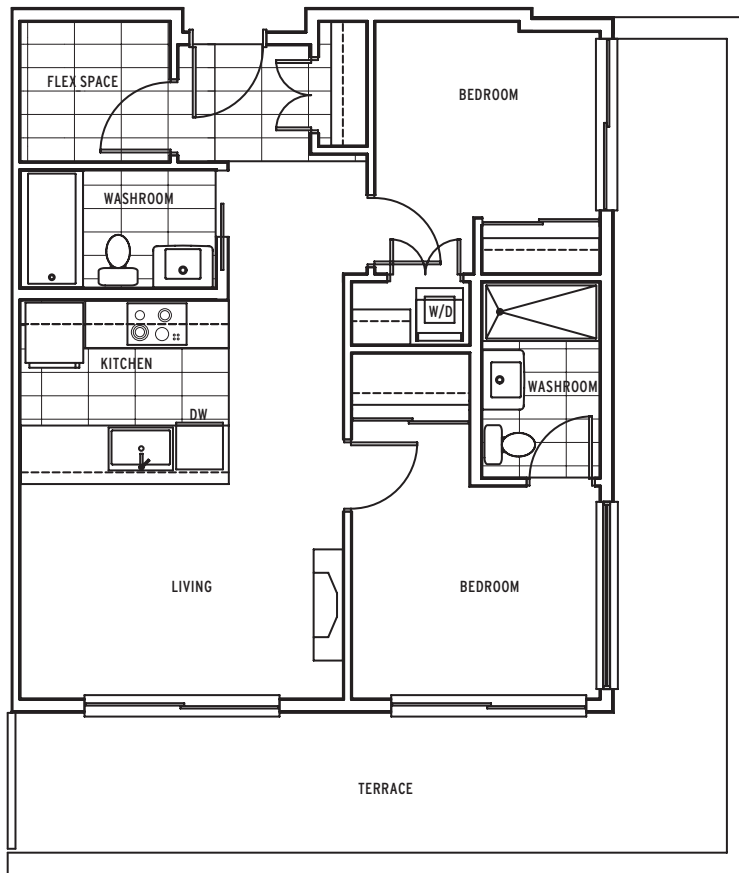 FLEX SPACE
BEDROOM
WASHROOM
W/D
KITCHEN
WASHROOM
DW
LIVING
BEDROOM
TERRACE